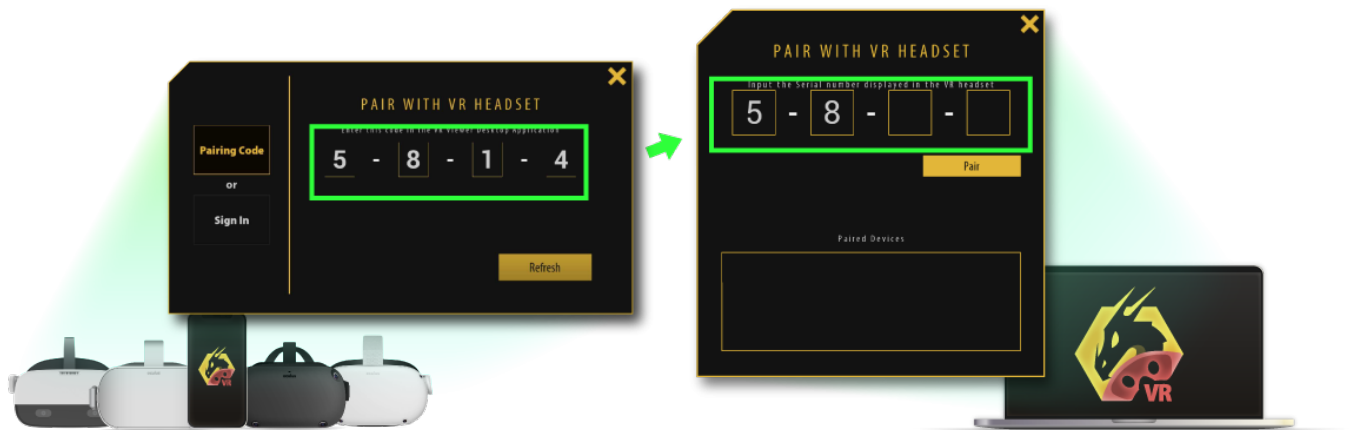 PAIR WITH VR HEADSET
Enter this code in the VR Viewer Desktop Application
5 - 8 - 1 - 4
Pairing Code
or
Sign In
Refresh
PAIR WITH VR HEADSET
Input the Serial number displayed in the VR headset
5 - 8 - -
Pair
Paired Devices
VR
VR